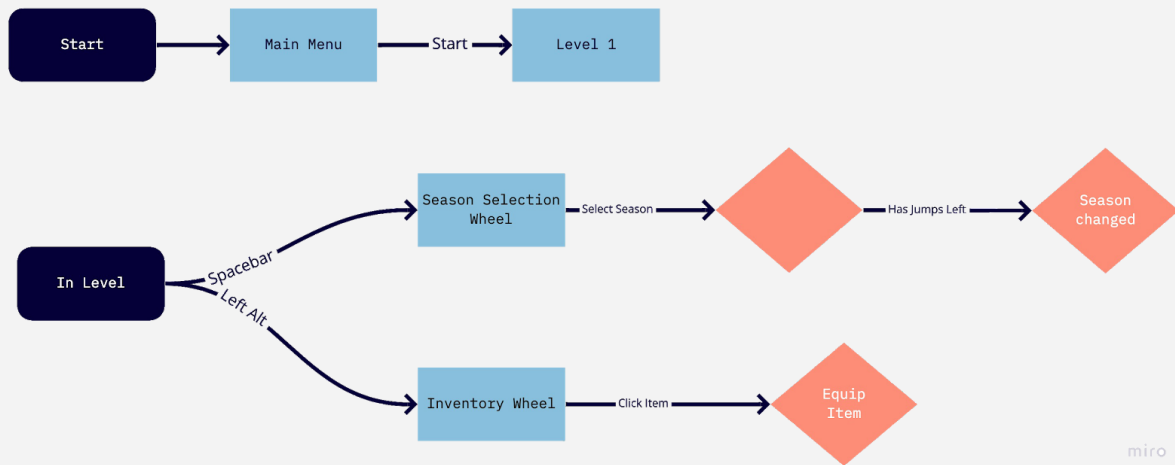 Start
Main Menu
Start
Level 1
Season Selection
Wheel
Select Season
Has Jumps Left
Season
changed
Spacebar
In Level
Left Alt
Inventory Wheel
Click Item
Equip
Item
miro